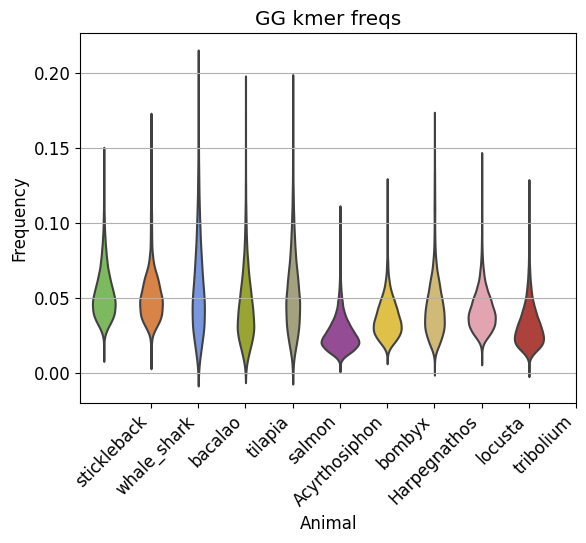 GG kmer freqs
0.20
0.15
0.10
0.05
0.00
Frequency
stickleback
whale_shark
bacalao
tilapia
salmon
Acyrthosiphon
bombyx
Harpegnathos
locusta
tribolium
Animal